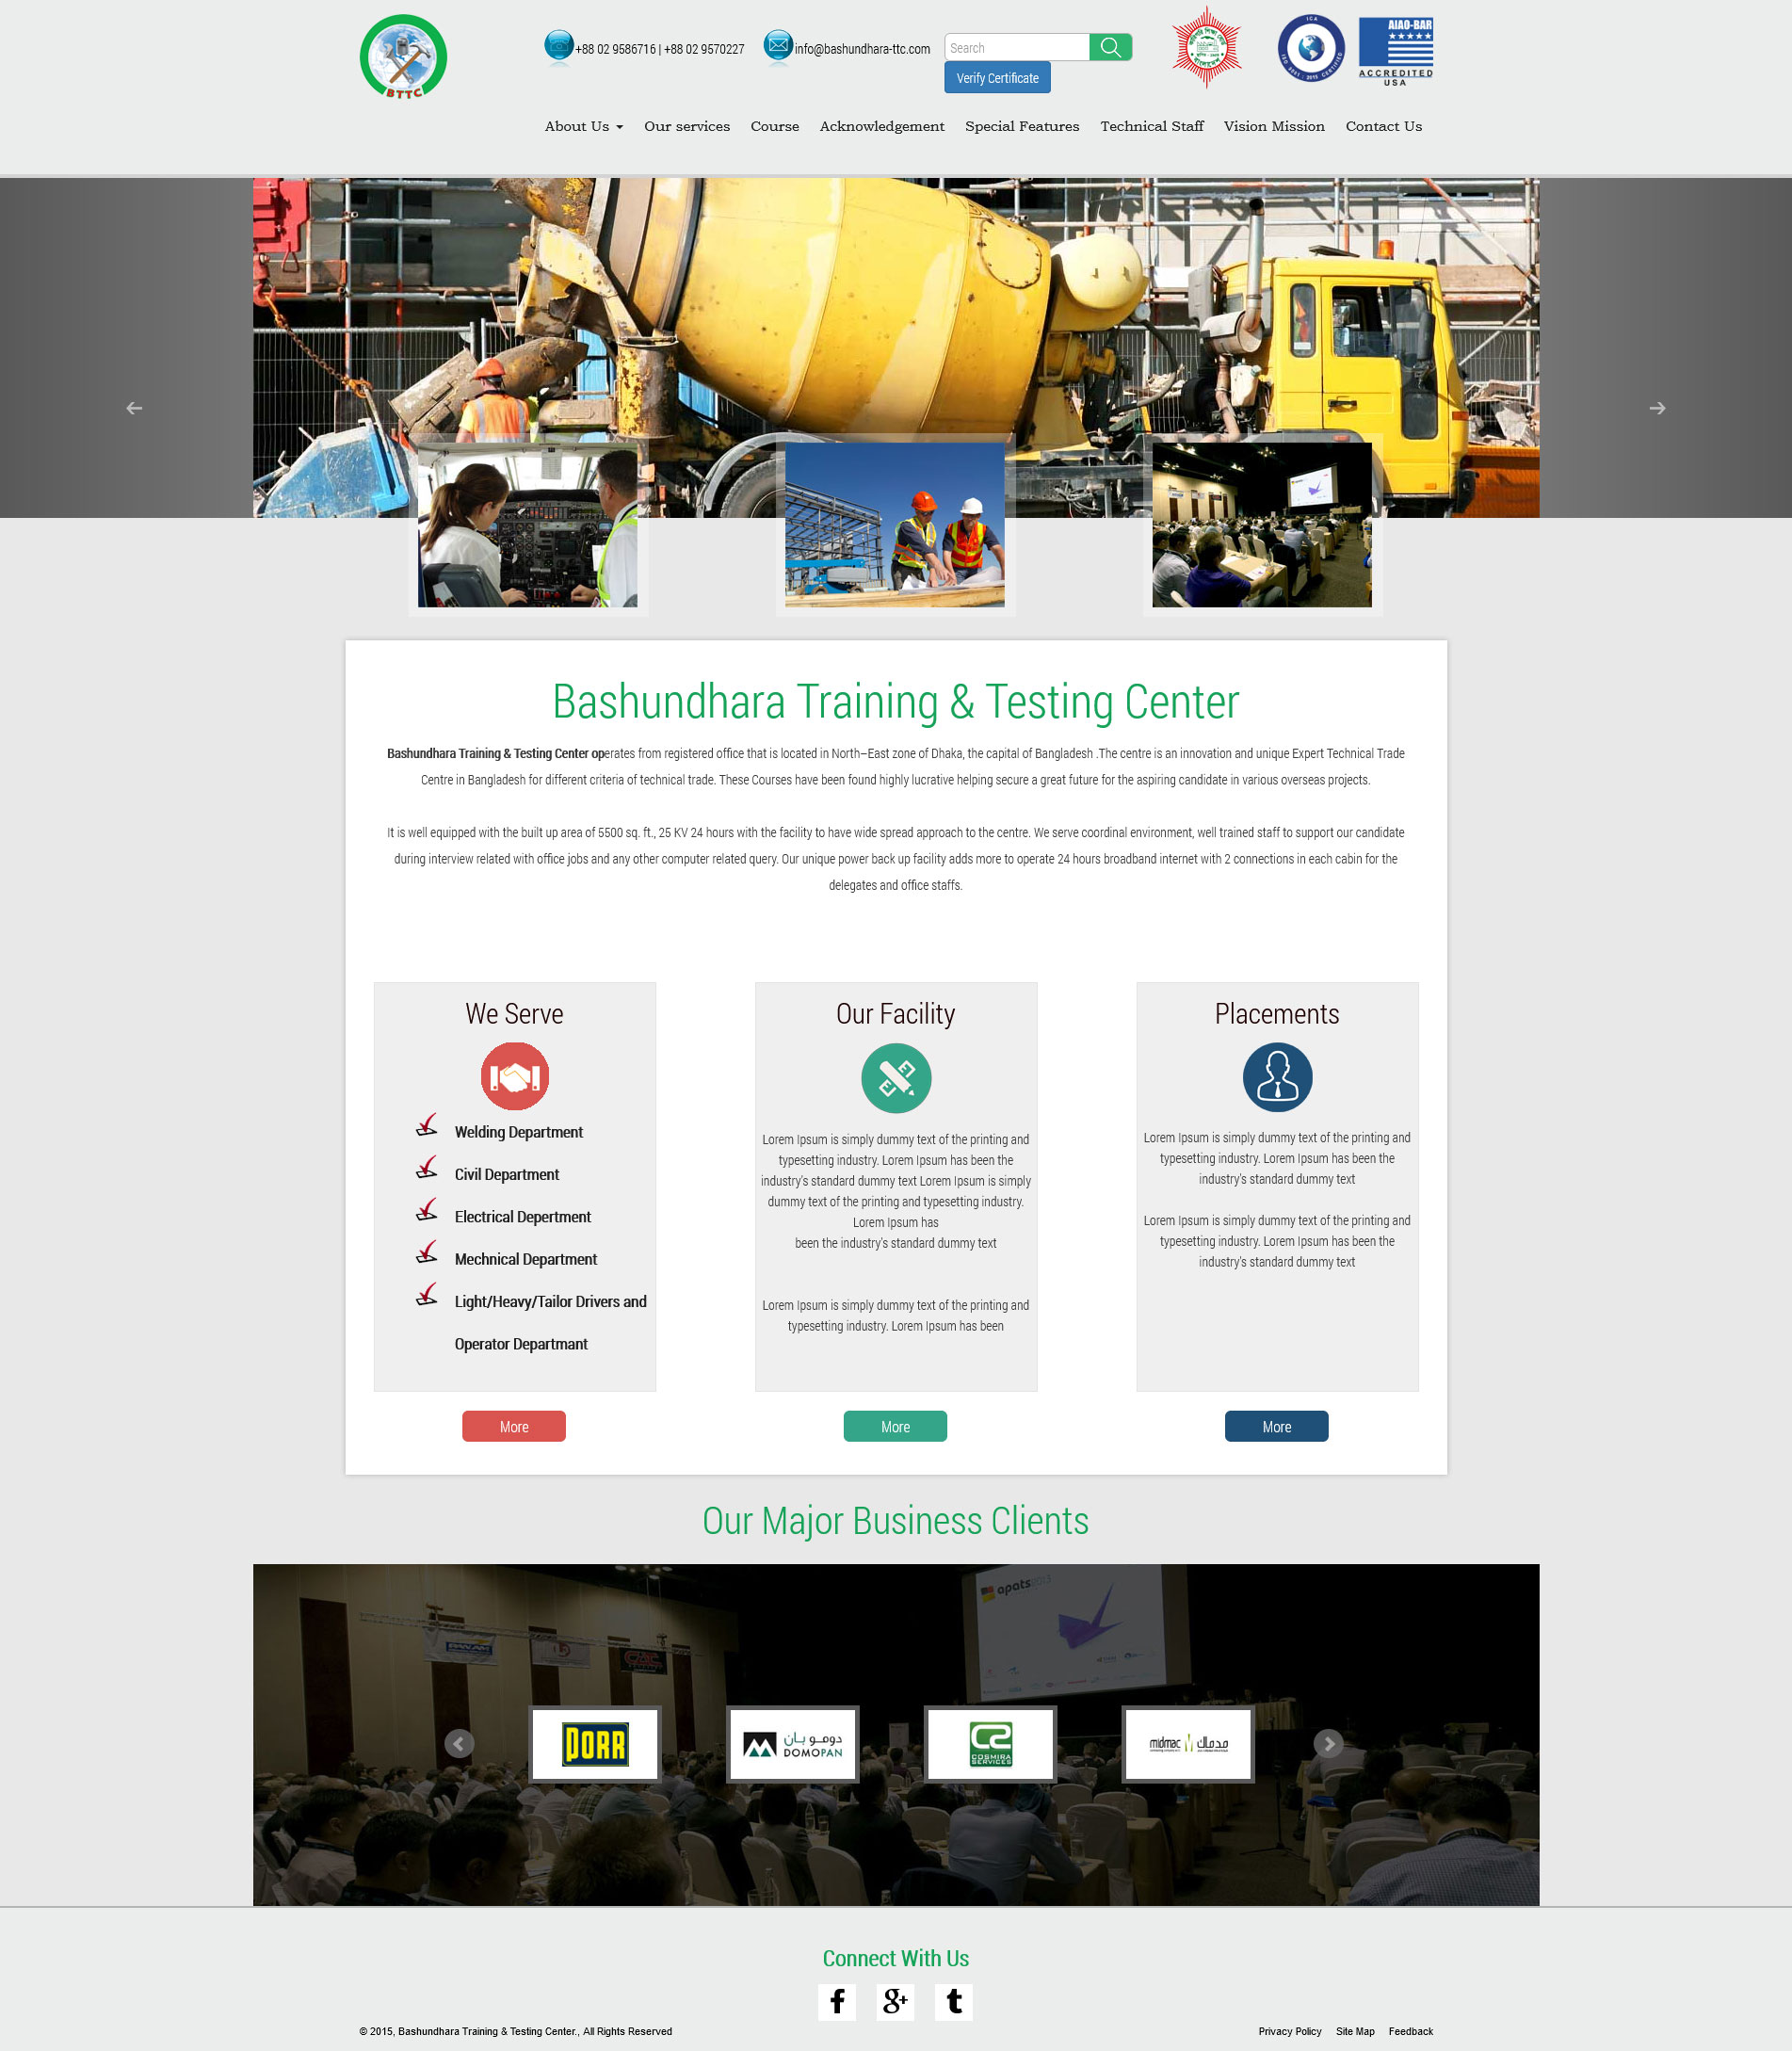 BTTC
+88 02 9586716 | +88 02 9570227
info@bashundhara-ttc.com
Search
Verify Certificate
ICA
ISO 9001 : 2015 CERTIFIED
AIAO-BAR
ACCREDITED
USA
About Us
Our services
Course
Acknowledgement
Special Features
Technical Staff
Vision Mission
Contact Us
Bashundhara Training & Testing Center
Bashundhara Training & Testing Center operates from registered office that is located in North–East zone of Dhaka, the capital of Bangladesh .The centre is an innovation and unique Expert Technical Trade
Centre in Bangladesh for different criteria of technical trade. These Courses have been found highly lucrative helping secure a great future for the aspiring candidate in various overseas projects.
It is well equipped with the built up area of 5500 sq. ft., 25 KV 24 hours with the facility to have wide spread approach to the centre. We serve coordinal environment, well trained staff to support our candidate
during interview related with office jobs and any other computer related query. Our unique power back up facility adds more to operate 24 hours broadband internet with 2 connections in each cabin for the
delegates and office staffs.
We Serve
Welding Department
Civil Department
Electrical Depertment
Mechnical Department
Light/Heavy/Tailor Drivers and
Operator Departmant
More
Our Facility
Lorem Ipsum is simply dummy text of the printing and
typesetting industry. Lorem Ipsum has been the
industry's standard dummy text Lorem Ipsum is simply
dummy text of the printing and typesetting industry.
Lorem Ipsum has
been the industry's standard dummy text
Lorem Ipsum is simply dummy text of the printing and
typesetting industry. Lorem Ipsum has been
More
Placements
Lorem Ipsum is simply dummy text of the printing and
typesetting industry. Lorem Ipsum has been the
industry's standard dummy text
Lorem Ipsum is simply dummy text of the printing and
typesetting industry. Lorem Ipsum has been the
industry's standard dummy text
More
Our Major Business Clients
apats2013
PAN AM
CDC
PORR
دومو بان
DOMOPAN
COSMIRA
SERVICES
midmac
مدماك
Connect With Us
© 2015, Bashundhara Training & Testing Center., All Rights Reserved
Privacy Policy
Site Map
Feedback